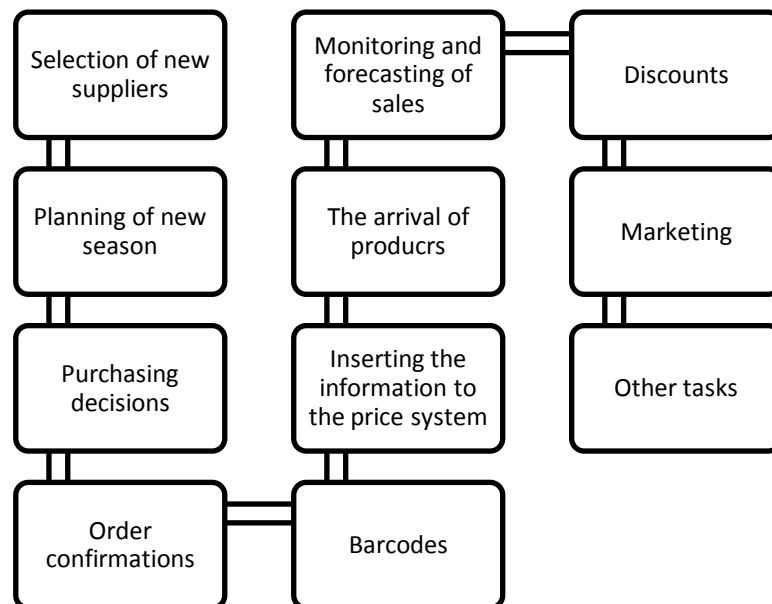 Selection of new
suppliers
Planning of new
season
Purchasing
decisions
Order
confirmations
Barcodes
Inserting the
information to
the price system
The arrival of
producrs
Monitoring and
forecasting of
sales
Discounts
Marketing
Other tasks